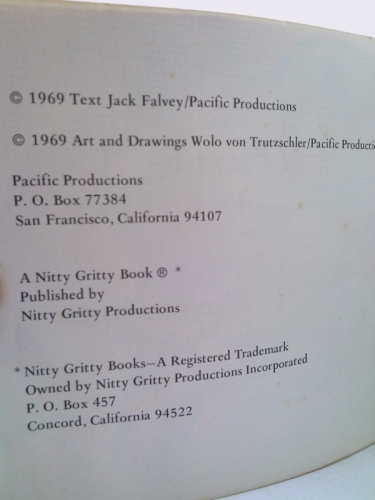 © 1969 Text Jack Falvey/Pacific Productions
© 1969 Art and Drawings Wolo von Trutzschler/Pacific Producti
Pacific Productions
P. O. Box 77384
San Francisco, California 94107
A Nitty Gritty Book ® *
Published by
Nitty Gritty Productions
* Nitty Gritty Books—A Registered Trademark
Owned by Nitty Gritty Productions Incorporated
P. O. Box 457
Concord, California 94522